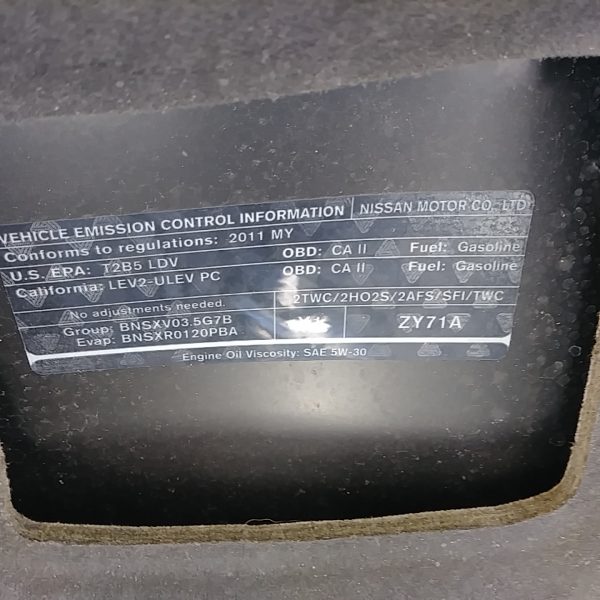 VEHICLE EMISSION CONTROL INFORMATION NISSAN MOTOR CO., LTD
Conforms to regulations: 2011 MY
U.S. EPA: T2B5 LDV OBD: CA II Fuel: Gasoline
California: LEV2-ULEV PC OBD: CA II Fuel: Gasoline
No adjustments needed. 2TWC/2HO2S/2AFS/SFI/TWC
Group: BNSXV03.5G7B ZY71A
Evap: BNSXR0120PBA
Engine Oil Viscosity: SAE 5W-30